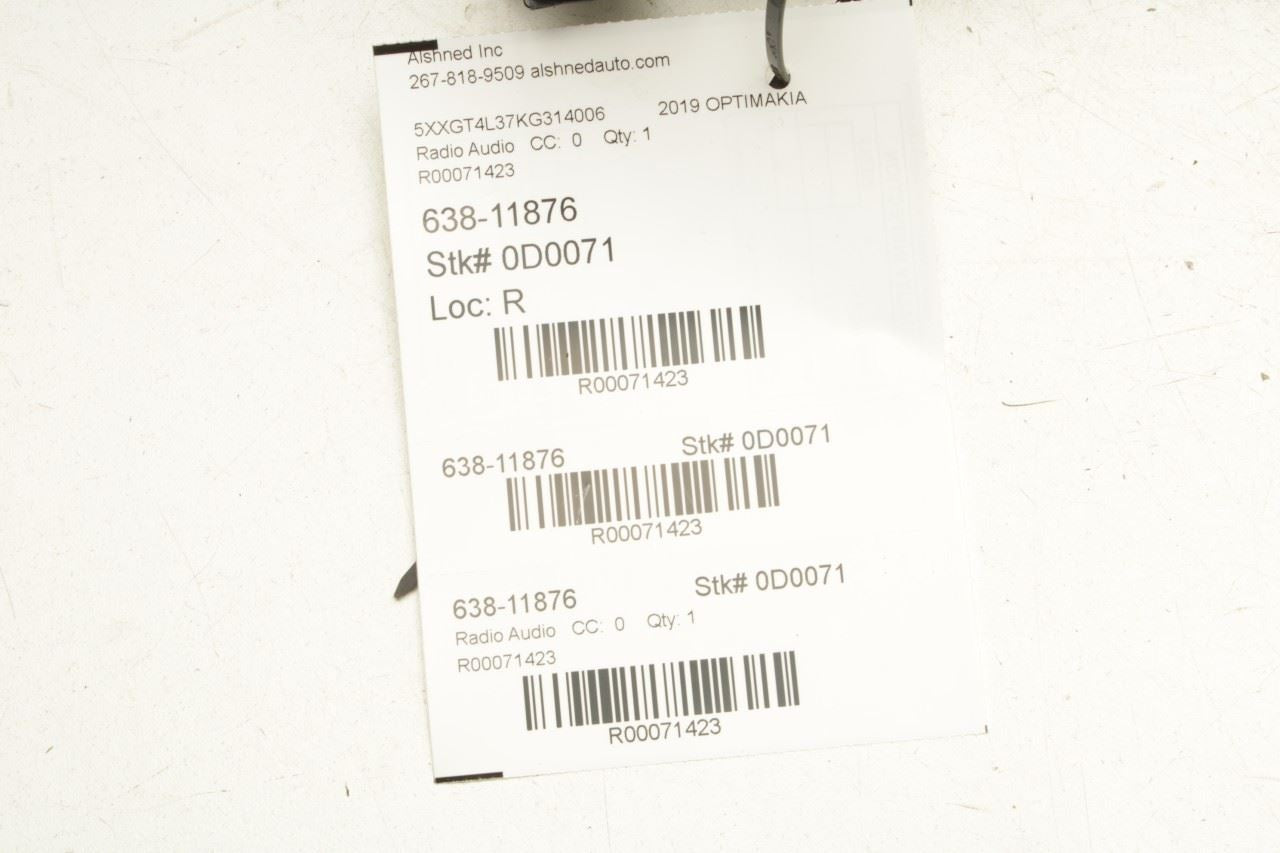 Alshned Inc
267-818-9509 alshnedauto.com
5XXGT4L37KG314006 2019 OPTIMAKIA
Radio Audio CC: 0 Qty: 1
R00071423
638-11876
Stk# 0D0071
Loc: R
R00071423
638-11876 Stk# 0D0071
R00071423
638-11876 Stk# 0D0071
Radio Audio CC: 0 Qty: 1
R00071423
R00071423